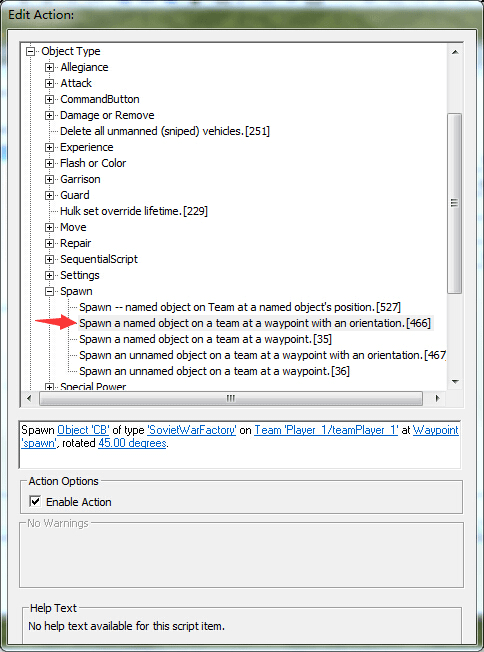 Edit Action:
Object Type
Allegiance
Attack
CommandButton
Damage or Remove
Delete all unmanned (sniped) vehicles.[251]
Experience
Flash or Color
Garrison
Guard
Hulk set override lifetime.[229]
Move
Repair
SequentialScript
Settings
Spawn
Spawn -- named object on Team at a named object's position.[527]
Spawn a named object on a team at a waypoint with an orientation.[466]
Spawn a named object on a team at a waypoint.[35]
Spawn an unnamed object on a team at a waypoint with an orientation.[467
Spawn an unnamed object on a team at a waypoint.[36]
Special Power
Spawn Object 'CB' of type 'SovietWarFactory' on Team 'Player_1/teamPlayer_1' at Waypoint
'spawn', rotated 45.00 degrees.
Action Options
Enable Action
No Warnings
Help Text
No help text available for this script item.